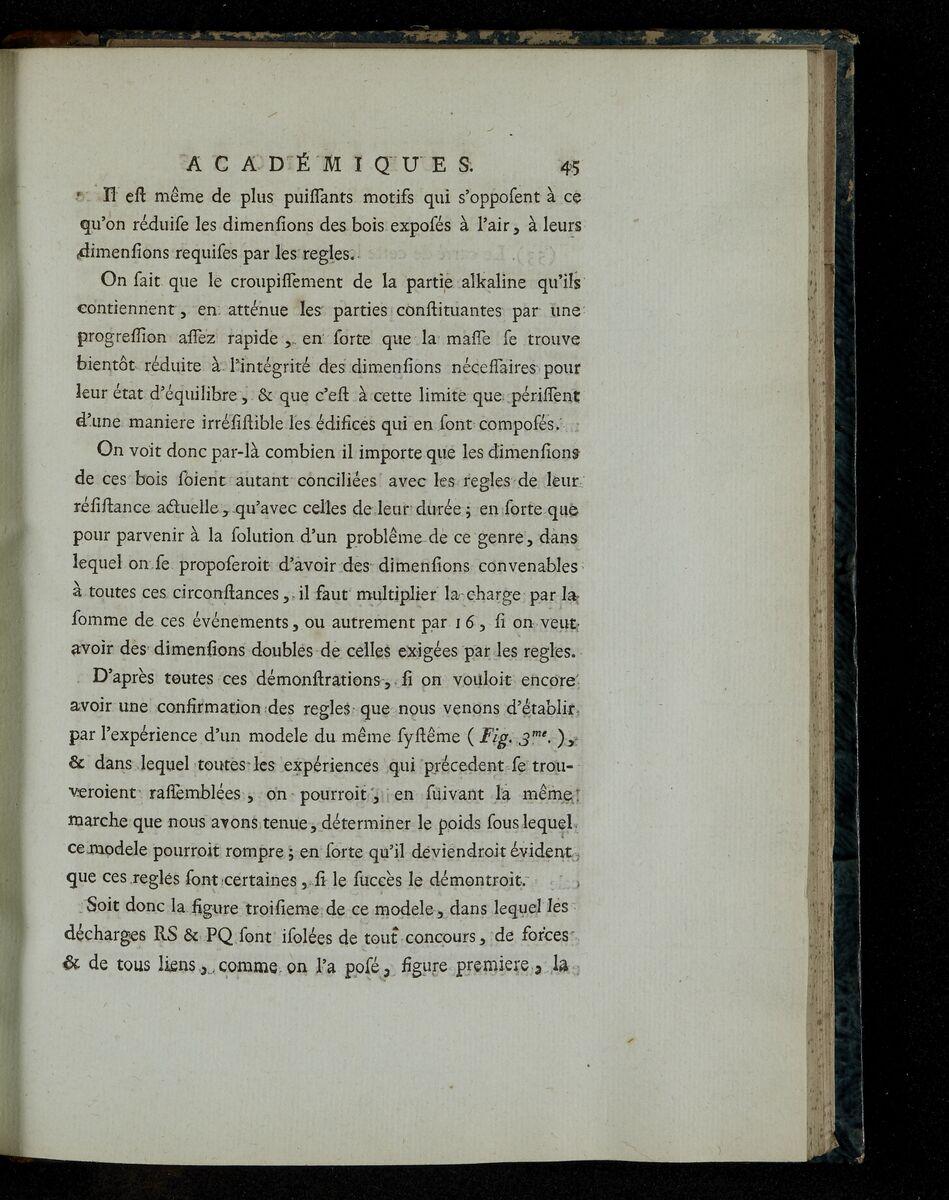 ACADÉMIQUES. 45
Il eſt même de plus puiſſants motifs qui s'oppoſent à ce
qu'on réduiſe les dimenſions des bois expoſés à l'air, à leurs
dimenſions requiſes par les regles.
On ſait que le croupiſſement de la partie alkaline qu'ils
contiennent, en atténue les parties conſtituantes par une
progreſſion aſſez rapide, en ſorte que la maſſe ſe trouve
bientôt réduite à l'intégrité des dimenſions néceſſaires pour
leur état d'équilibre, & que c'eſt à cette limite que périſſent
d'une maniere irréſiſtible les édifices qui en ſont compoſés.
On voit donc par-là combien il importe que les dimenſions
de ces bois ſoient autant conciliées avec les regles de leur
réſiſtance actuelle, qu'avec celles de leur durée; en ſorte que
pour parvenir à la ſolution d'un problême de ce genre, dans
lequel on ſe propoſeroit d'avoir des dimenſions convenables
à toutes ces circonſtances, il faut multiplier la charge par la
ſomme de ces événements, ou autrement par 16, ſi on veut
avoir des dimenſions doubles de celles exigées par les regles.
D'après toutes ces démonſtrations, ſi on vouloit encore
avoir une confirmation des regles que nous venons d'établir
par l'expérience d'un modele du même ſyſtême (Fig. 3me.),
& dans lequel toutes les expériences qui précedent ſe trou-
veroient raſſemblées, on pourroit, en ſuivant la même
marche que nous avons tenue, déterminer le poids ſous lequel
ce modele pourroit rompre; en ſorte qu'il deviendroit évident
que ces regles ſont certaines, ſi le ſuccès le démontroit.
Soit donc la figure troiſieme de ce modele, dans lequel les
décharges RS & PQ ſont iſolées de tout concours, de forces
& de tous liens, comme on l'a poſé, figure premiere, la